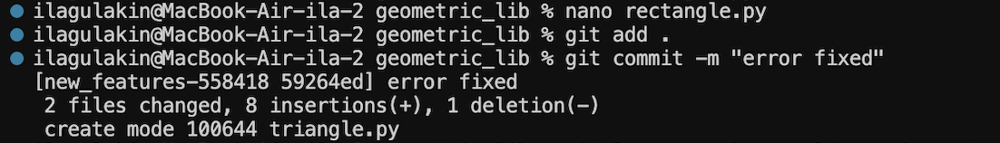 ilagulakin@MacBook-Air-ila-2 geometric_lib % nano rectangle.py
ilagulakin@MacBook-Air-ila-2 geometric_lib % git add .
ilagulakin@MacBook-Air-ila-2 geometric_lib % git commit -m "error fixed"
[new_features-558418 59264ed] error fixed
2 files changed, 8 insertions(+), 1 deletion(-)
create mode 100644 triangle.py